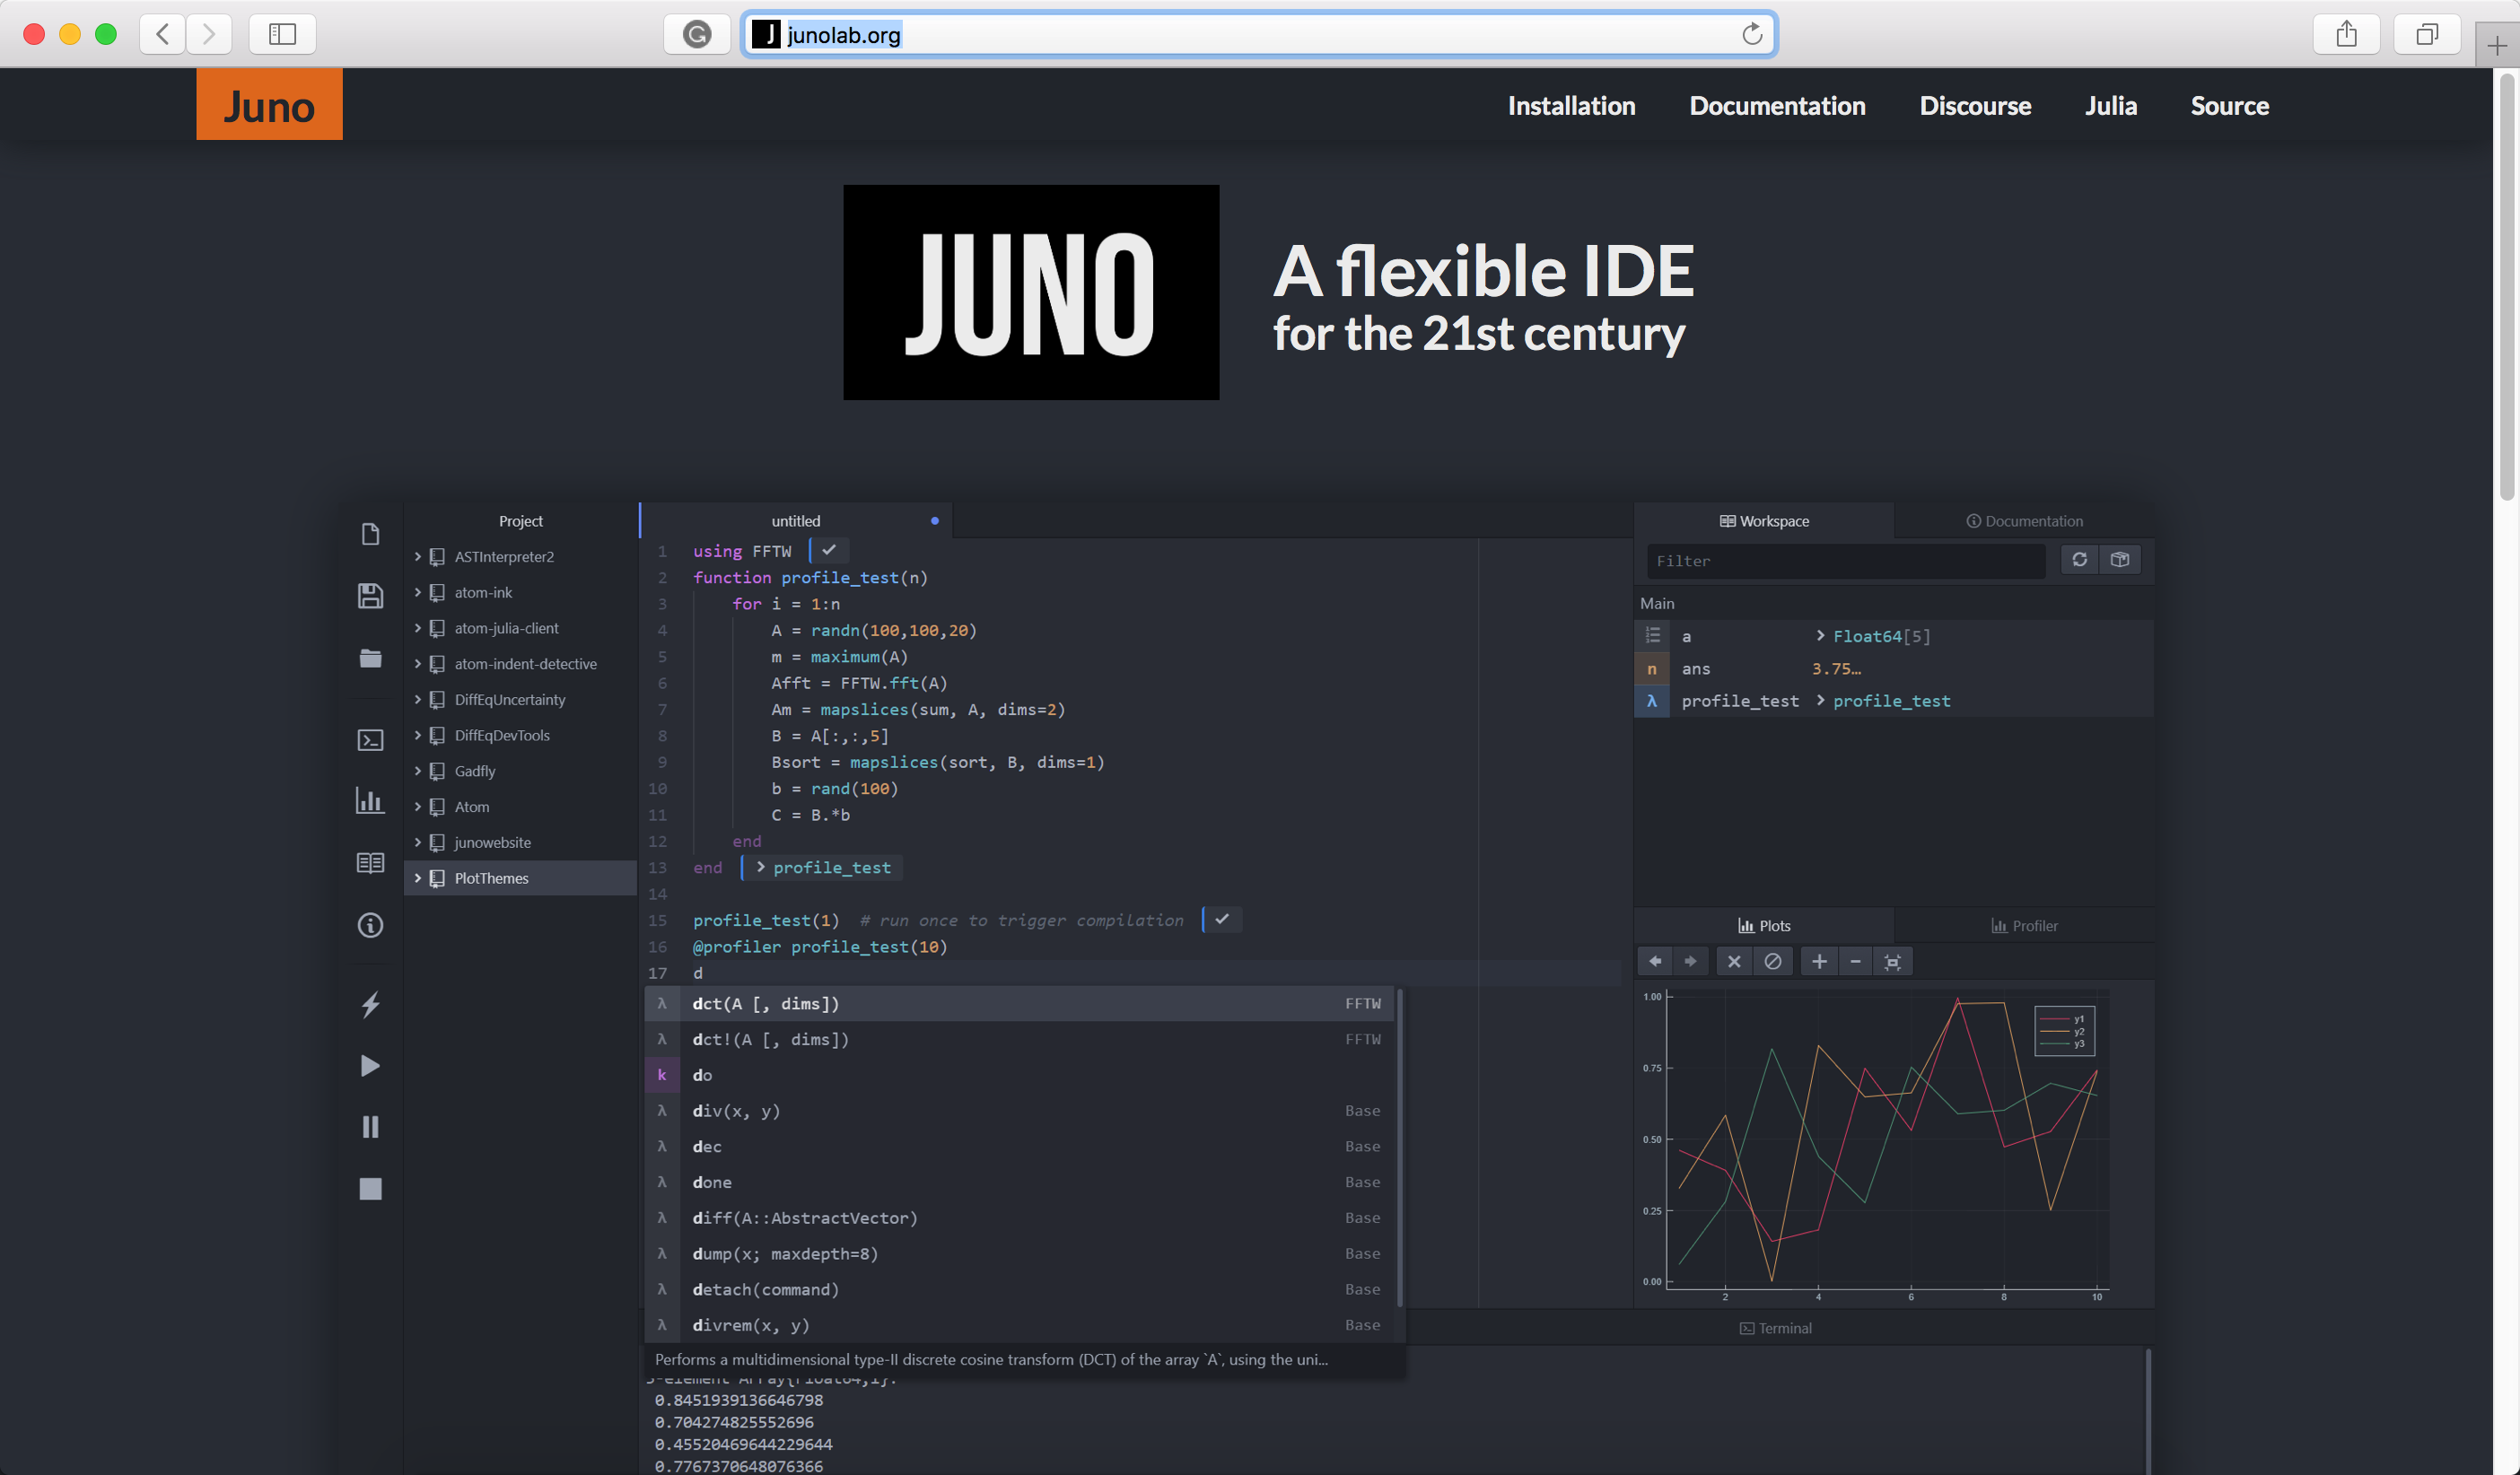 junolab.org
Juno
Installation Documentation Discourse Julia Source
JUNO
A flexible IDE
for the 21st century
Project
ASTInterpreter2
atom-ink
atom-julia-client
atom-indent-detective
DiffEqUncertainty
DiffEqDevTools
Gadfly
Atom
junowebsite
PlotThemes
untitled
1 using FFTW
2 function profile_test(n)
3 for i = 1:n
4 A = randn(100,100,20)
5 m = maximum(A)
6 Afft = FFTW.fft(A)
7 Am = mapslices(sum, A, dims=2)
8 B = A[:,:,5]
9 Bsort = mapslices(sort, B, dims=1)
10 b = rand(100)
11 C = B.*b
12 end
13 end > profile_test
14
15 profile_test(1) # run once to trigger compilation
16 @profiler profile_test(10)
17 d
λ dct(A [, dims]) FFTW
λ dct!(A [, dims]) FFTW
k do
λ div(x, y) Base
λ dec Base
λ done Base
λ diff(A::AbstractVector) Base
λ dump(x; maxdepth=8) Base
λ detach(command) Base
λ divrem(x, y) Base
Performs a multidimensional type-II discrete cosine transform (DCT) of the array `A`, using the uni...
5-element Array{Float64,1}:
0.8451939136646798
0.704274825552696
0.45520469644229644
0.7767370648076366
Workspace Documentation
Filter
Main
a > Float64[5]
n ans 3.75…
λ profile_test > profile_test
Plots Profiler
1.00
0.75
0.50
0.25
0.00
2 4 6 8 10
y1
y2
y3
Terminal